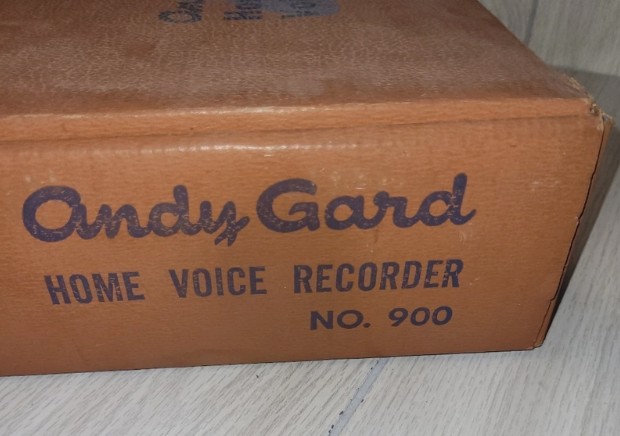 Andy Gard
HOME VOICE RECORDER
NO. 900